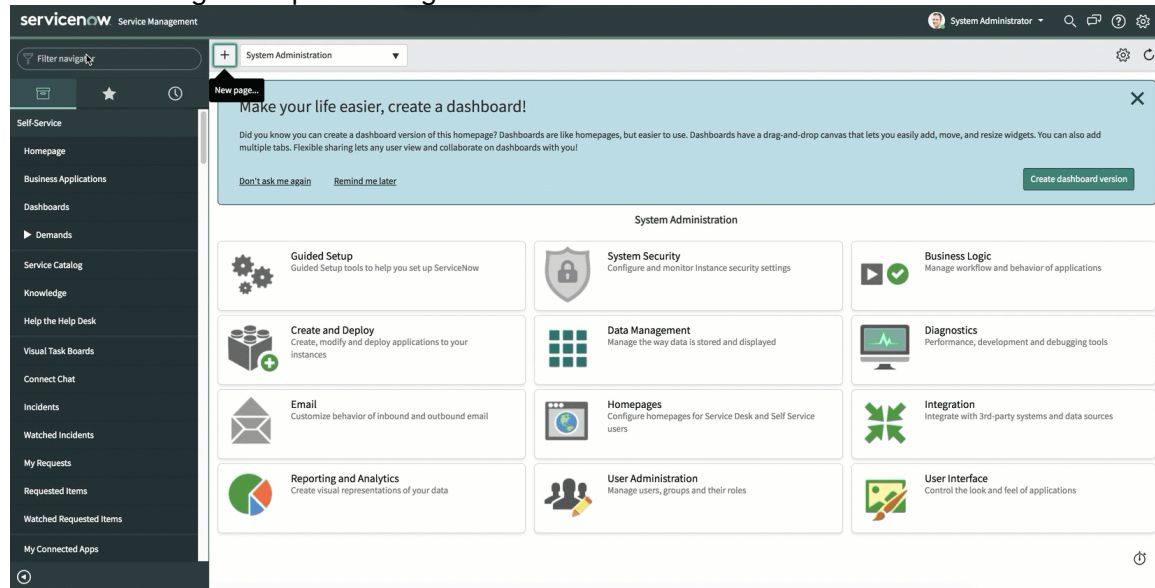 servicenow Service Management
System Administrator
Filter navigator
System Administration
New page...
Self-Service
Homepage
Business Applications
Dashboards
Demands
Service Catalog
Knowledge
Help the Help Desk
Visual Task Boards
Connect Chat
Incidents
Watched Incidents
My Requests
Requested Items
Watched Requested Items
My Connected Apps
Make your life easier, create a dashboard!
Did you know you can create a dashboard version of this homepage? Dashboards are like homepages, but easier to use. Dashboards have a drag-and-drop canvas that lets you easily add, move, and resize widgets. You can also add
multiple tabs. Flexible sharing lets any user view and collaborate on dashboards with you!
Don't ask me again Remind me later
Create dashboard version
System Administration
Guided Setup
Guided Setup tools to help you set up ServiceNow
System Security
Configure and monitor Instance security settings
Business Logic
Manage workflow and behavior of applications
Create and Deploy
Create, modify and deploy applications to your
instances
Data Management
Manage the way data is stored and displayed
Diagnostics
Performance, development and debugging tools
Email
Customize behavior of inbound and outbound email
Homepages
Configure homepages for Service Desk and Self Service
users
Integration
Integrate with 3rd-party systems and data sources
Reporting and Analytics
Create visual representations of your data
User Administration
Manage users, groups and their roles
User Interface
Control the look and feel of applications